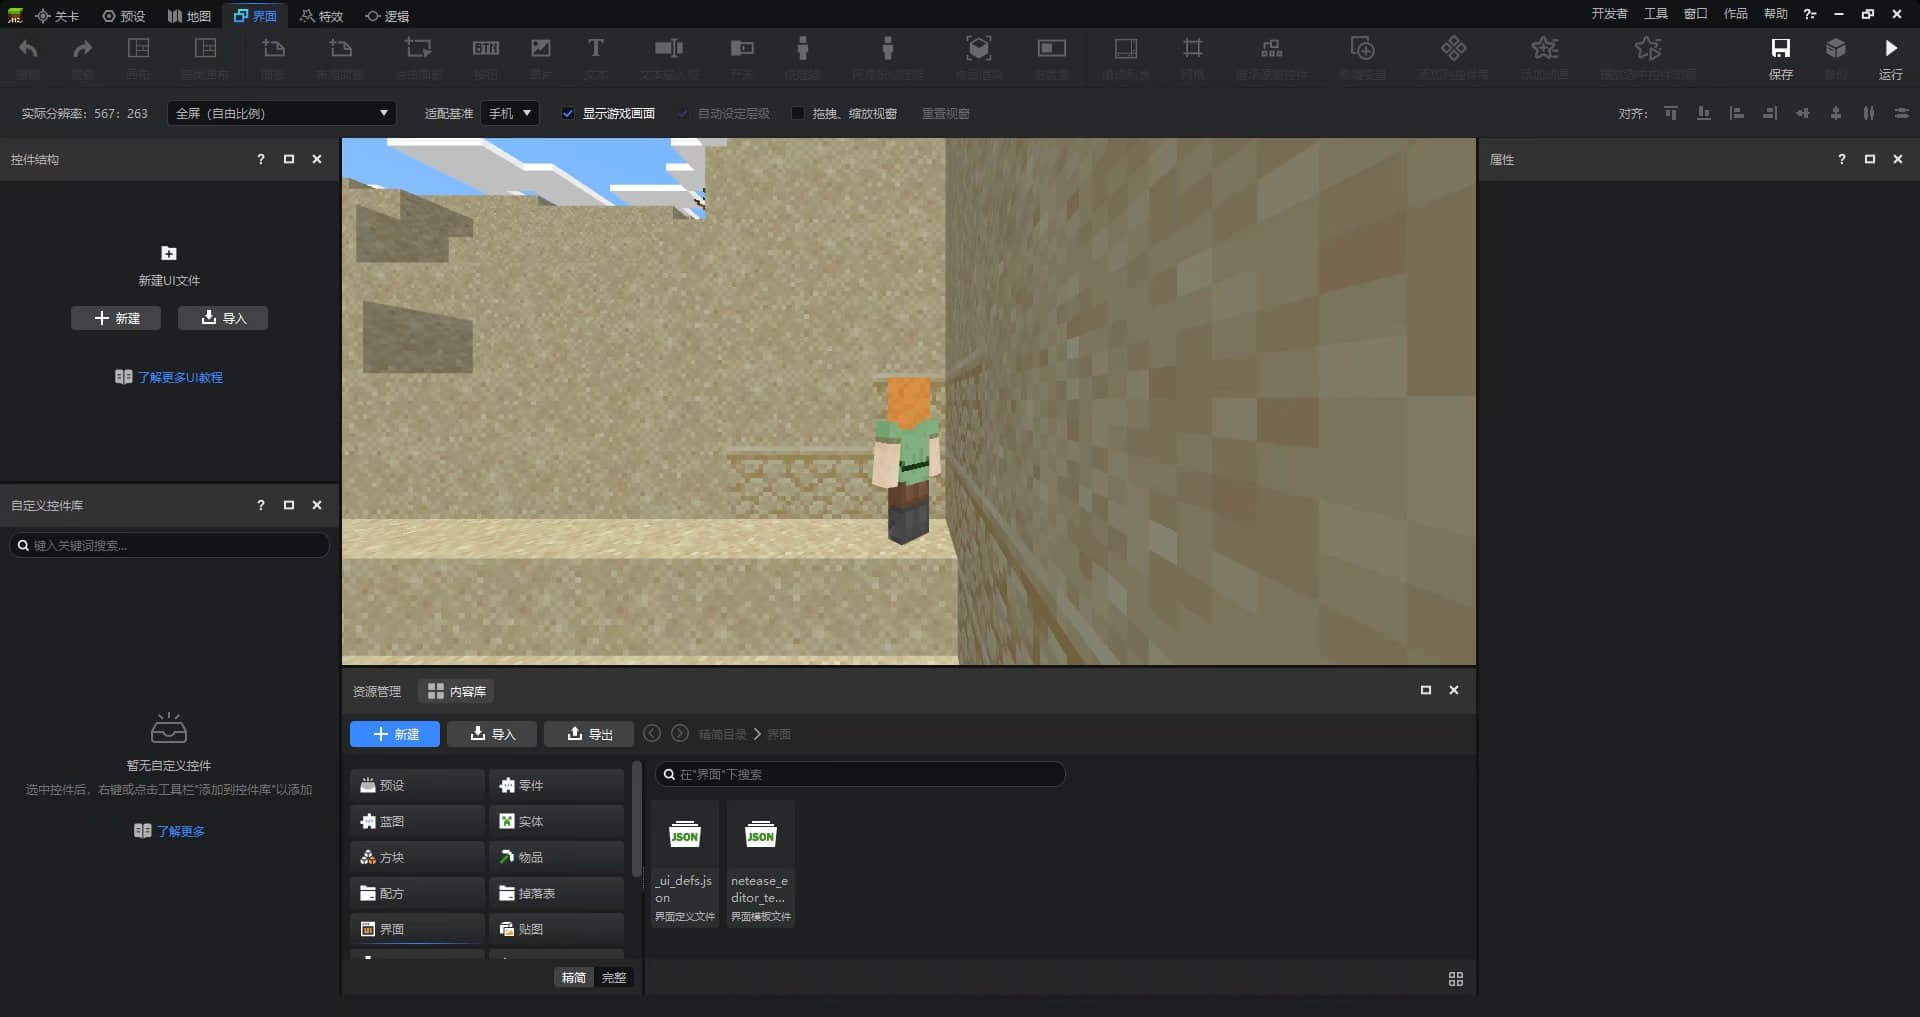 关卡 预设 地图 界面 特效 逻辑 开发者 工具 窗口 作品 帮助
BTN T 保存 运行
实际分辨率：567：263 全屏（自由比例） 适配基准 手机 显示游戏画面 自动设定层级 拖拽、缩放视窗 重置视窗 对齐：
控件结构
属性
新建UI文件
新建 导入
了解更多UI教程
自定义控件库
键入关键词搜索...
暂无自定义控件
选中控件后，右键或点击工具栏"添加到控件库"以添加
了解更多
资源管理 内容库
新建 导入 导出 精简目录 界面
在"界面"下搜索
预设 零件
蓝图 实体
方块 物品
配方 掉落表
界面 贴图
精简 完整
JSON JSON
_ui_defs.js
on
界面定义文件
netease_e
ditor_te...
界面模板文件